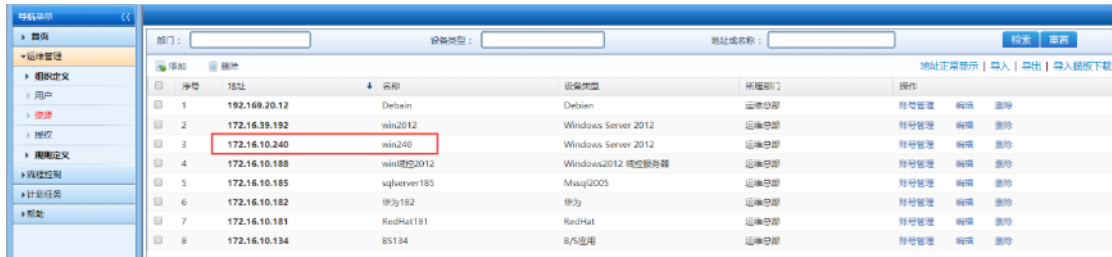 导航菜单
首页
运维管理
组织定义
用户
资源
授权
规则定义
流程控制
计划任务
帮助
部门： 设备类型： 地址或名称： 检索 重置
添加 删除 地址正常显示 | 导入 | 导出 | 导入模板下载
序号 地址 名称 设备类型 所属部门 操作
1 192.169.20.12 Debain Debian 运维总部 账号管理 编辑 删除
2 172.16.39.192 win2012 Windows Server 2012 运维总部 账号管理 编辑 删除
3 172.16.10.240 win240 Windows Server 2012 运维总部 账号管理 编辑 删除
4 172.16.10.188 win域控2012 Windows2012 域控服务器 运维总部 账号管理 编辑 删除
5 172.16.10.185 sqlserver185 Mssql2005 运维总部 账号管理 编辑 删除
6 172.16.10.182 华为182 华为 运维总部 账号管理 编辑 删除
7 172.16.10.181 RedHat181 RedHat 运维总部 账号管理 编辑 删除
8 172.16.10.134 BS134 B/S应用 运维总部 账号管理 编辑 删除